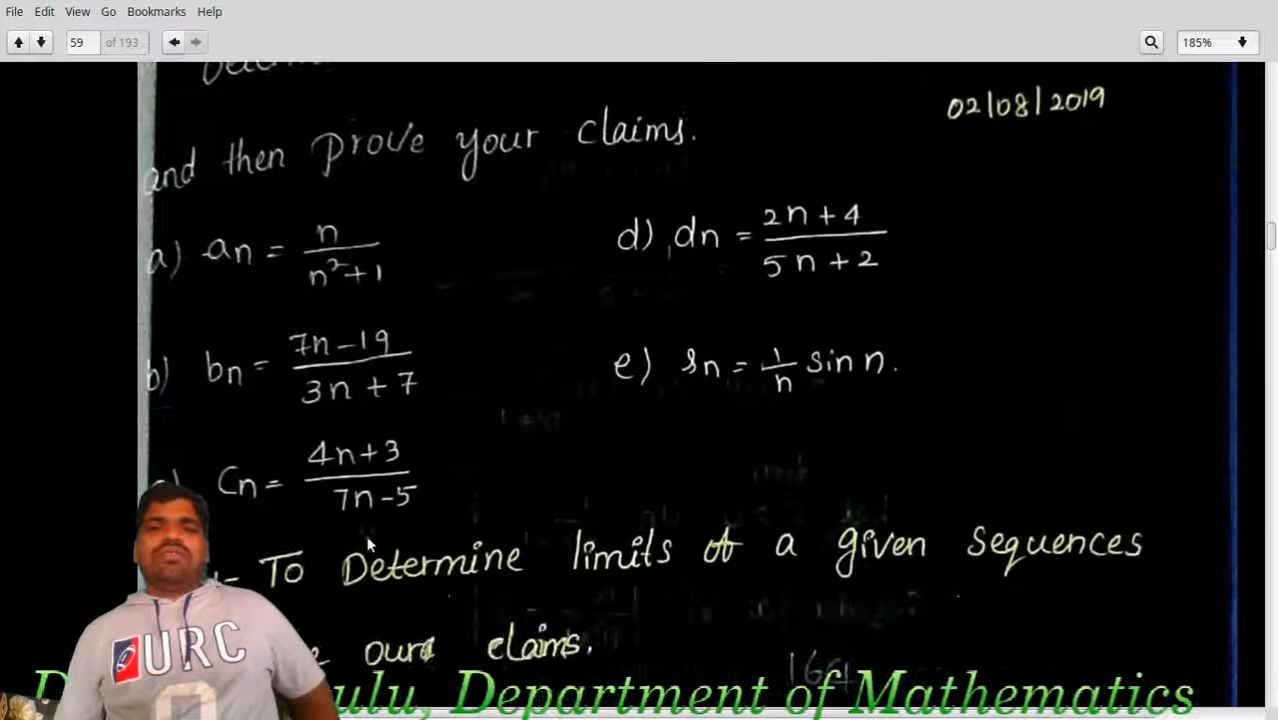 File Edit View Go Bookmarks Help
59 of 193
185%
02/08/2019
and then prove your claims.
a) an = n / n²+1
d) dn = 2n+4 / 5n+2
b) bn = 7n-19 / 3n+7
e) sn = 1/n sin n.
cn = 4n+3 / 7n-5
To Determine limits of a given sequences
our claims.
URC
ulu, Department of Mathematics